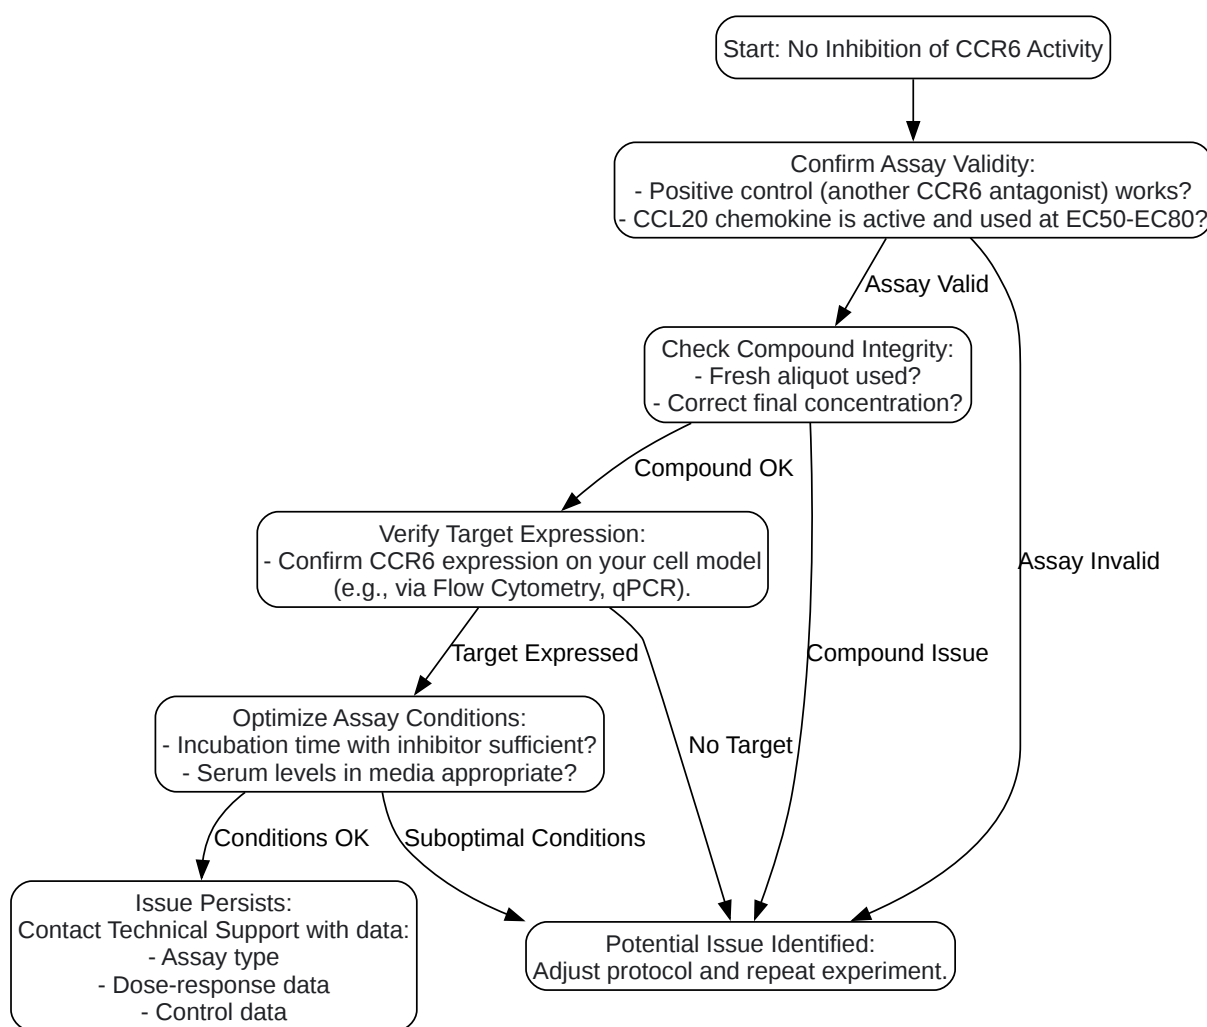 Start: No Inhibition of CCR6 Activity
Confirm Assay Validity:
- Positive control (another CCR6 antagonist) works?
- CCL20 chemokine is active and used at EC50-EC80?
Assay Valid
Check Compound Integrity:
- Fresh aliquot used?
- Correct final concentration?
Compound OK
Verify Target Expression:
- Confirm CCR6 expression on your cell model
(e.g., via Flow Cytometry, qPCR).
Assay Invalid
Target Expressed
Compound Issue
Optimize Assay Conditions:
- Incubation time with inhibitor sufficient?
- Serum levels in media appropriate?
No Target
Conditions OK
Suboptimal Conditions
Issue Persists:
Contact Technical Support with data:
- Assay type
- Dose-response data
- Control data
Potential Issue Identified:
Adjust protocol and repeat experiment.